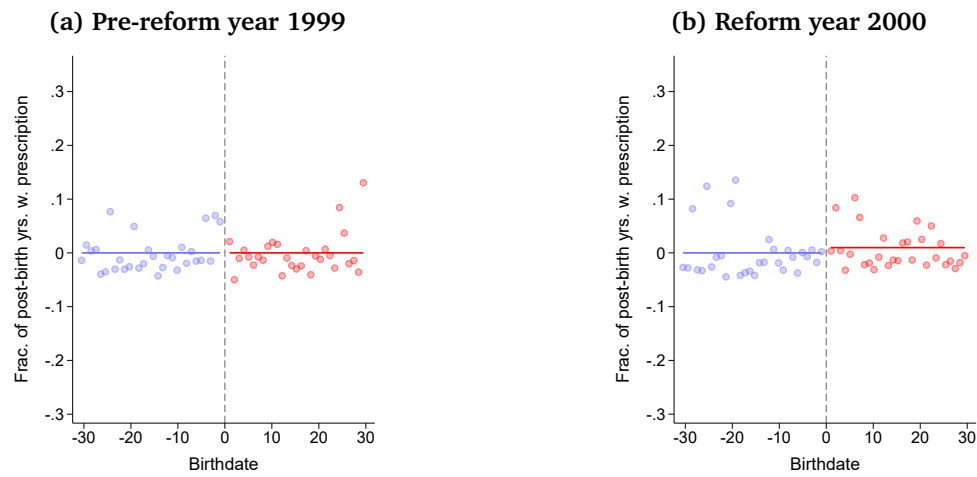 (a) Pre-reform year 1999
Frac. of post-birth yrs. w. prescription
.3
.2
.1
0
-.1
-.2
-.3
-30 -20 -10 0 10 20 30
Birthdate
(b) Reform year 2000
Frac. of post-birth yrs. w. prescription
.3
.2
.1
0
-.1
-.2
-.3
-30 -20 -10 0 10 20 30
Birthdate